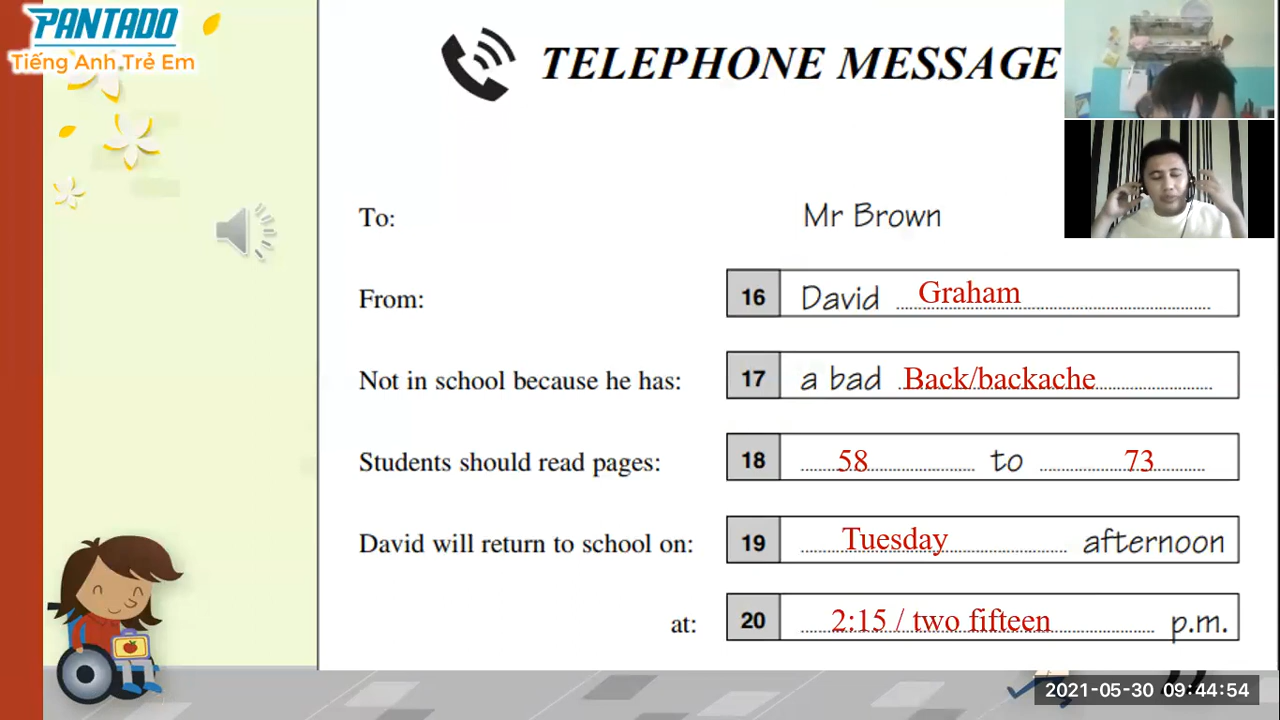 PANTADO
Tiếng Anh Trẻ Em
TELEPHONE MESSAGE
To: Mr Brown
From: 16 David Graham
Not in school because he has: 17 a bad Back/backache
Students should read pages: 18 58 to 73
David will return to school on: 19 Tuesday afternoon
at: 20 2:15 / two fifteen p.m.
2021-05-30 09:44:54